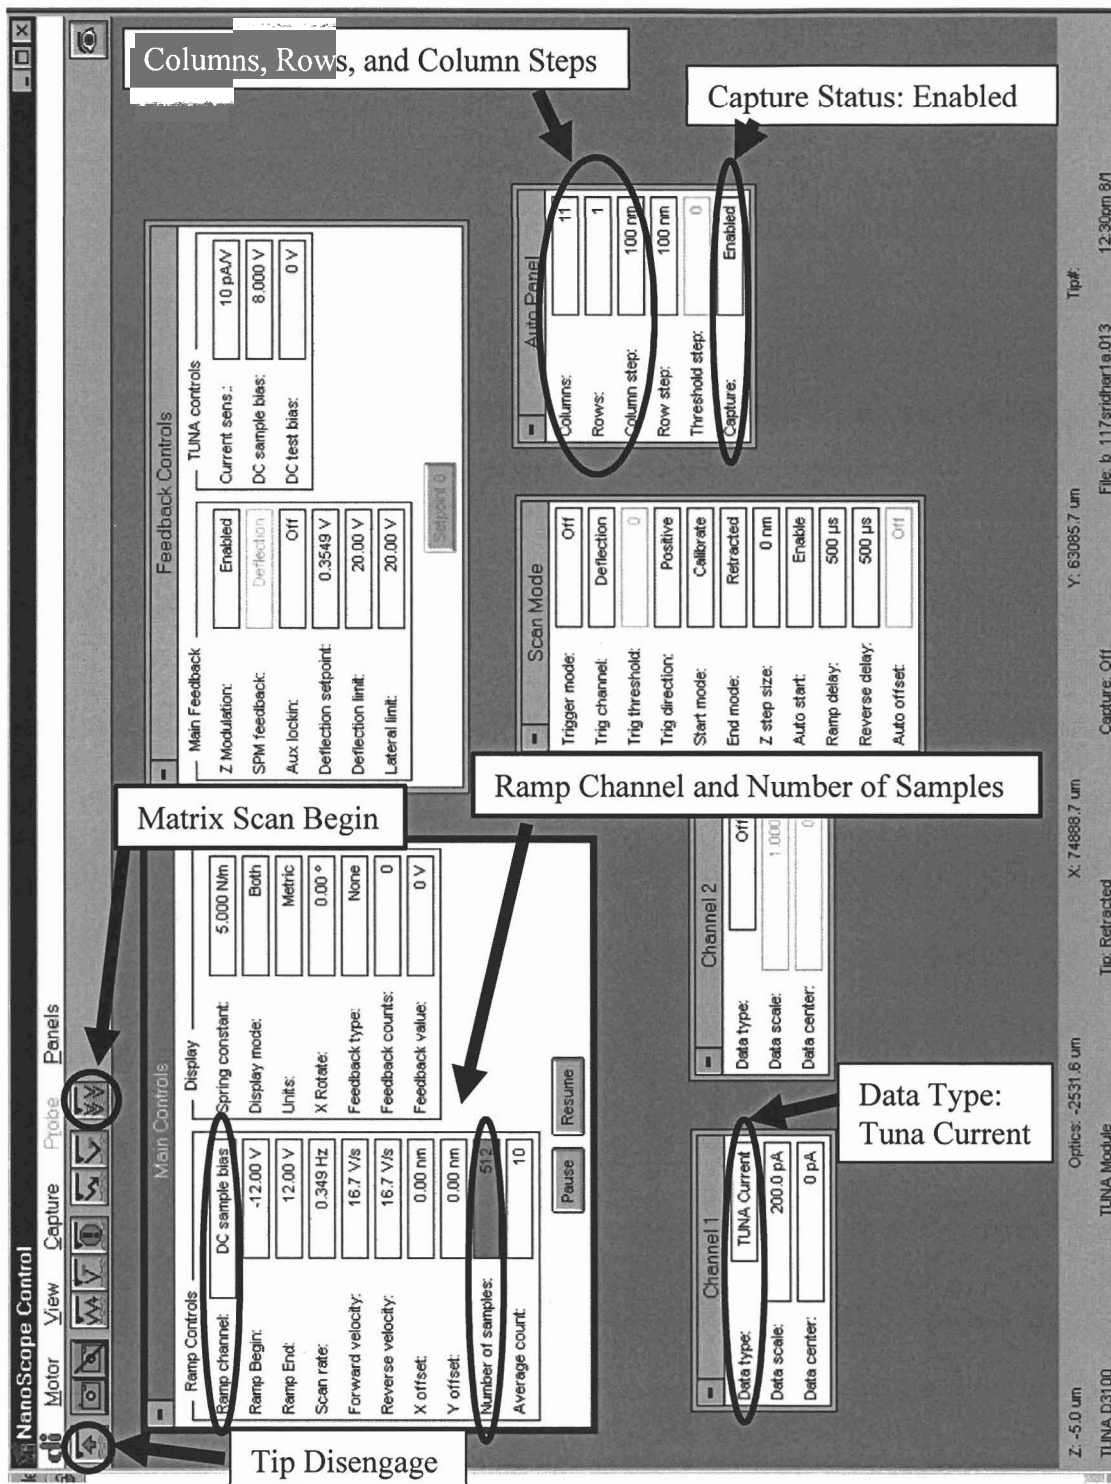 NanoScope Control
di Motor View Capture Probe Panels
Columns, Rows, and Column Steps
Capture Status: Enabled
Matrix Scan Begin
Ramp Channel and Number of Samples
Data Type:
Tuna Current
Tip Disengage
Main Controls
Ramp Controls
Ramp channel: DC sample bias
Ramp Begin: -12.00 V
Ramp End: 12.00 V
Scan rate: 0.349 Hz
Forward velocity: 16.7 V/s
Reverse velocity: 16.7 V/s
X offset: 0.00 nm
Y offset: 0.00 nm
Number of samples: 512
Average count: 10
Display
Spring constant: 5.000 N/m
Display mode: Both
Units: Metric
X Rotate: 0.00 °
Feedback type: None
Feedback counts: 0
Feedback value: 0 V
Pause Resume
Feedback Controls
Main Feedback
Z Modulation: Enabled
SPM feedback: Deflection
Aux lockin: Off
Deflection setpoint: 0.3549 V
Deflection limit: 20.00 V
Lateral limit: 20.00 V
TUNA controls
Current sens.: 10 pA/V
DC sample bias: 8.000 V
DC test bias: 0 V
Setpoint 0
Channel 1
Data type: TUNA Current
Data scale: 200.0 pA
Data center: 0 pA
Channel 2
Data type: Off
Data scale: 1.000
Data center: 0
Scan Mode
Trigger mode: Off
Trig channel: Deflection
Trig threshold: 0
Trig direction: Positive
Start mode: Calibrate
End mode: Retracted
Z step size: 0 nm
Auto start: Enable
Ramp delay: 500 µs
Reverse delay: 500 µs
Auto offset: Off
Auto Panel
Columns: 11
Rows: 1
Column step: 100 nm
Row step: 100 nm
Threshold step: 0
Capture: Enabled
Z: -5.0 um Optics: -2531.6 um X: 74888.7 um Y: 63085.7 um Tip#:
TUNA D3100 TUNA Module Tip: Retracted Capture: Off File: b_117sridhar1a.013 12:30pm 8/1